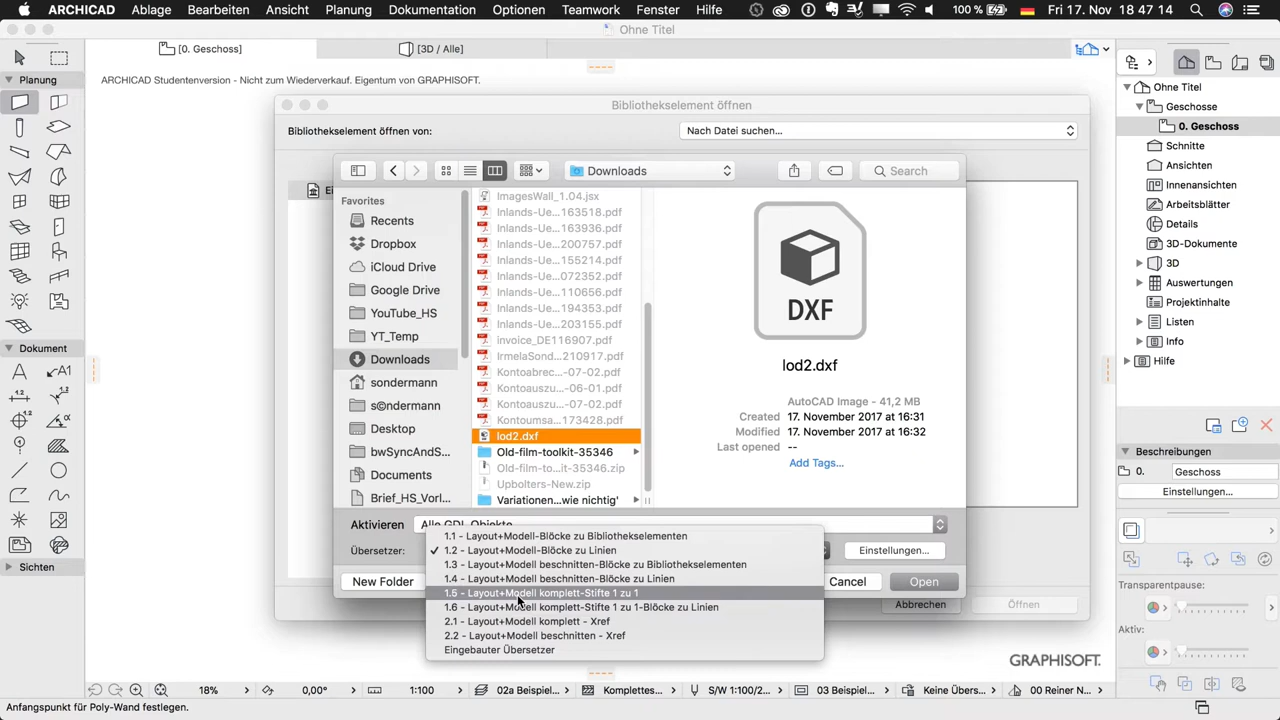 ARCHICAD Ablage Bearbeiten Ansicht Planung Dokumentation Optionen Teamwork Fenster Hilfe 100 % Fri 17. Nov 18 47 14
Ohne Titel
[0. Geschoss]
[3D / Alle]
ARCHICAD Studentenversion - Nicht zum Wiederverkauf. Eigentum von GRAPHISOFT.
Planung
Dokument
A
A1
1.2
Sichten
Bibliothekselement öffnen
Bibliothekselement öffnen von:
Nach Datei suchen...
Downloads
Search
Favorites
Recents
Dropbox
iCloud Drive
Google Drive
YouTube_HS
YT_Temp
Downloads
sondermann
s©ndermann
Desktop
bwSyncAndS...
Documents
Brief_HS_Vorl...
ImagesWall_1.04.jsx
Inlands-Ue...163518.pdf
Inlands-Ue...163936.pdf
Inlands-Ue...200757.pdf
Inlands-Ue...155214.pdf
Inlands-Ue...072352.pdf
Inlands-Ue...110656.pdf
Inlands-Ue...194353.pdf
Inlands-Ue...203155.pdf
invoice_DE116907.pdf
IrmelaSond...210917.pdf
Kontoabrec...-07-02.pdf
Kontoauszu...-06-01.pdf
Kontoauszu...-07-02.pdf
Kontoumsa...173428.pdf
lod2.dxf
Old-film-toolkit-35346
Old-film-to...it-35346.zip
Upbolters-New.zip
Variationen...wie nichtig'
DXF
lod2.dxf
AutoCAD Image - 41,2 MB
Created 17. November 2017 at 16:31
Modified 17. November 2017 at 16:32
Last opened --
Add Tags...
Aktivieren
Alle GDL Objekte
Übersetzer:
1.1 - Layout+Modell-Blöcke zu Bibliothekselementen
1.2 - Layout+Modell-Blöcke zu Linien
1.3 - Layout+Modell beschnitten-Blöcke zu Bibliothekselementen
1.4 - Layout+Modell beschnitten-Blöcke zu Linien
1.5 - Layout+Modell komplett-Stifte 1 zu 1
1.6 - Layout+Modell komplett-Stifte 1 zu 1-Blöcke zu Linien
2.1 - Layout+Modell komplett - Xref
2.2 - Layout+Modell beschnitten - Xref
Eingebauter Übersetzer
Einstellungen...
New Folder
Cancel
Open
Abbrechen
Öffnen
Ohne Titel
Geschosse
0. Geschoss
Schnitte
Ansichten
Innenansichten
Arbeitsblätter
Details
3D-Dokumente
3D
Auswertungen
Projektinhalte
Listen
Info
Hilfe
Beschreibungen
0.
Geschoss
Einstellungen...
Transparentpause:
Aktiv:
GRAPHISOFT.
18%
0,00°
1:100
02a Beispiel...
Komplettes...
S/W 1:100/2...
03 Beispiel...
Keine Übers...
00 Reiner N...
Anfangspunkt für Poly-Wand festlegen.